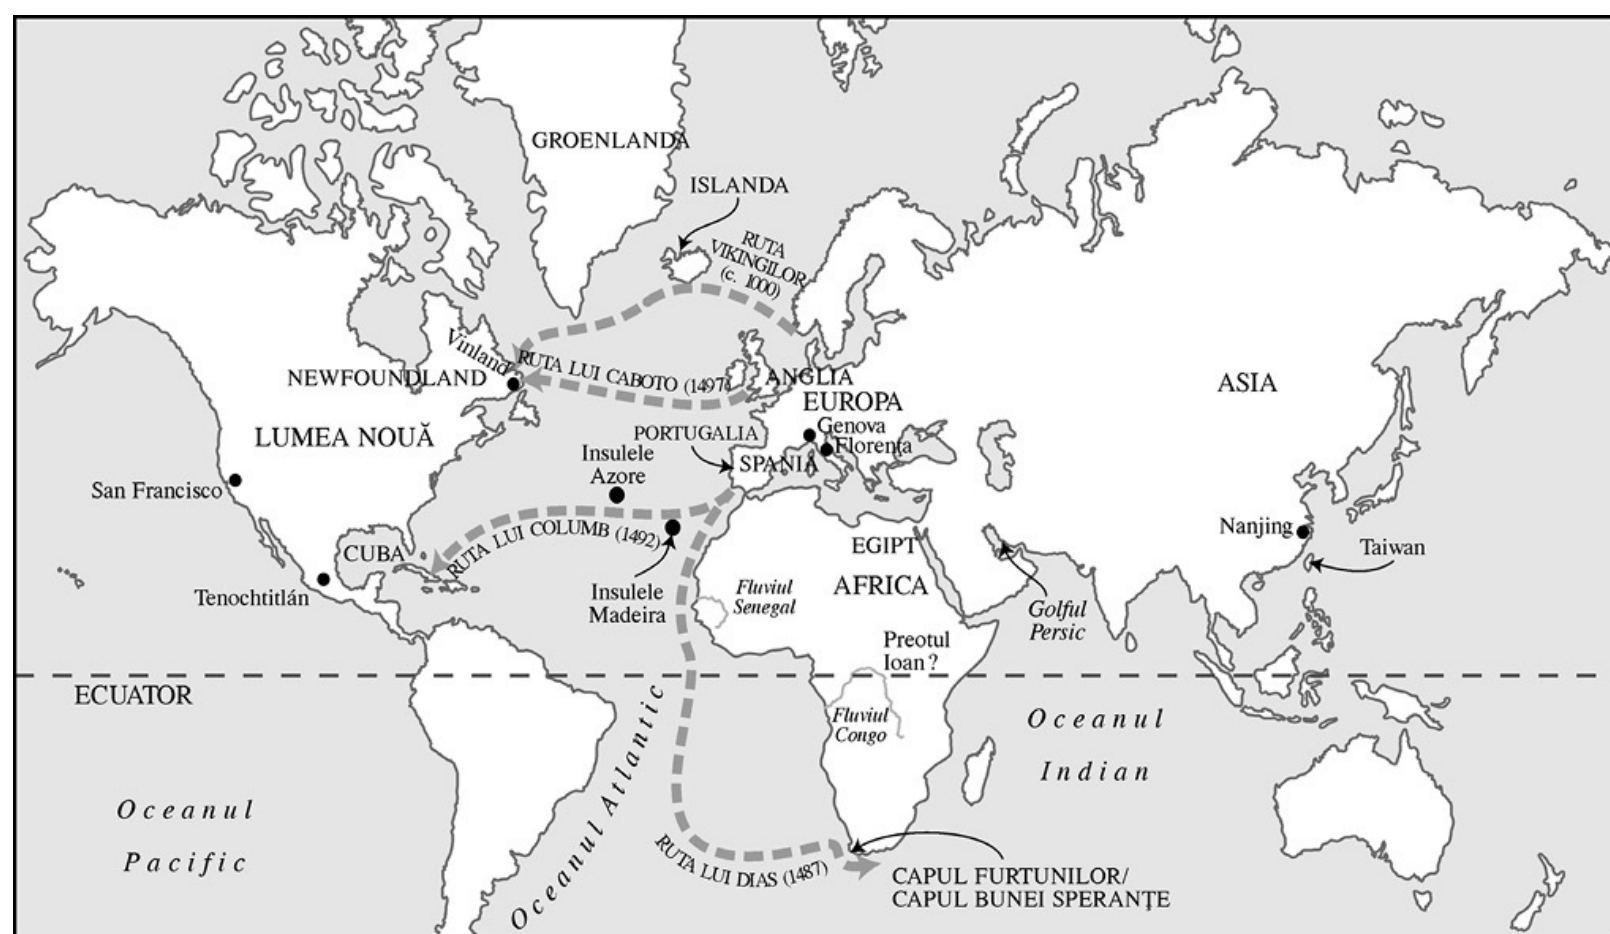 GROENLANDA
ISLANDA
RUTA
VIKINGILOR
(c. 1000)
Vinland
RUTA LUI CABOTO (1497)
NEWFOUNDLAND
ANGLIA
EUROPA
ASIA
LUMEA NOUĂ
PORTUGALIA
Genova
Florența
SPANIA
Insulele
Azore
San Francisco
RUTA LUI COLUMB (1492)
CUBA
EGIPT
Nanjing
Taiwan
Tenochtitlán
Insulele
Madeira
Fluviul
Senegal
AFRICA
Golful
Persic
Preotul
Ioan?
ECUATOR
Fluviul
Congo
Oceanul
Indian
Oceanul
Pacific
Oceanul Atlantic
RUTA LUI DIAS (1487)
CAPUL FURTUNILOR/
CAPUL BUNEI SPERANŢE